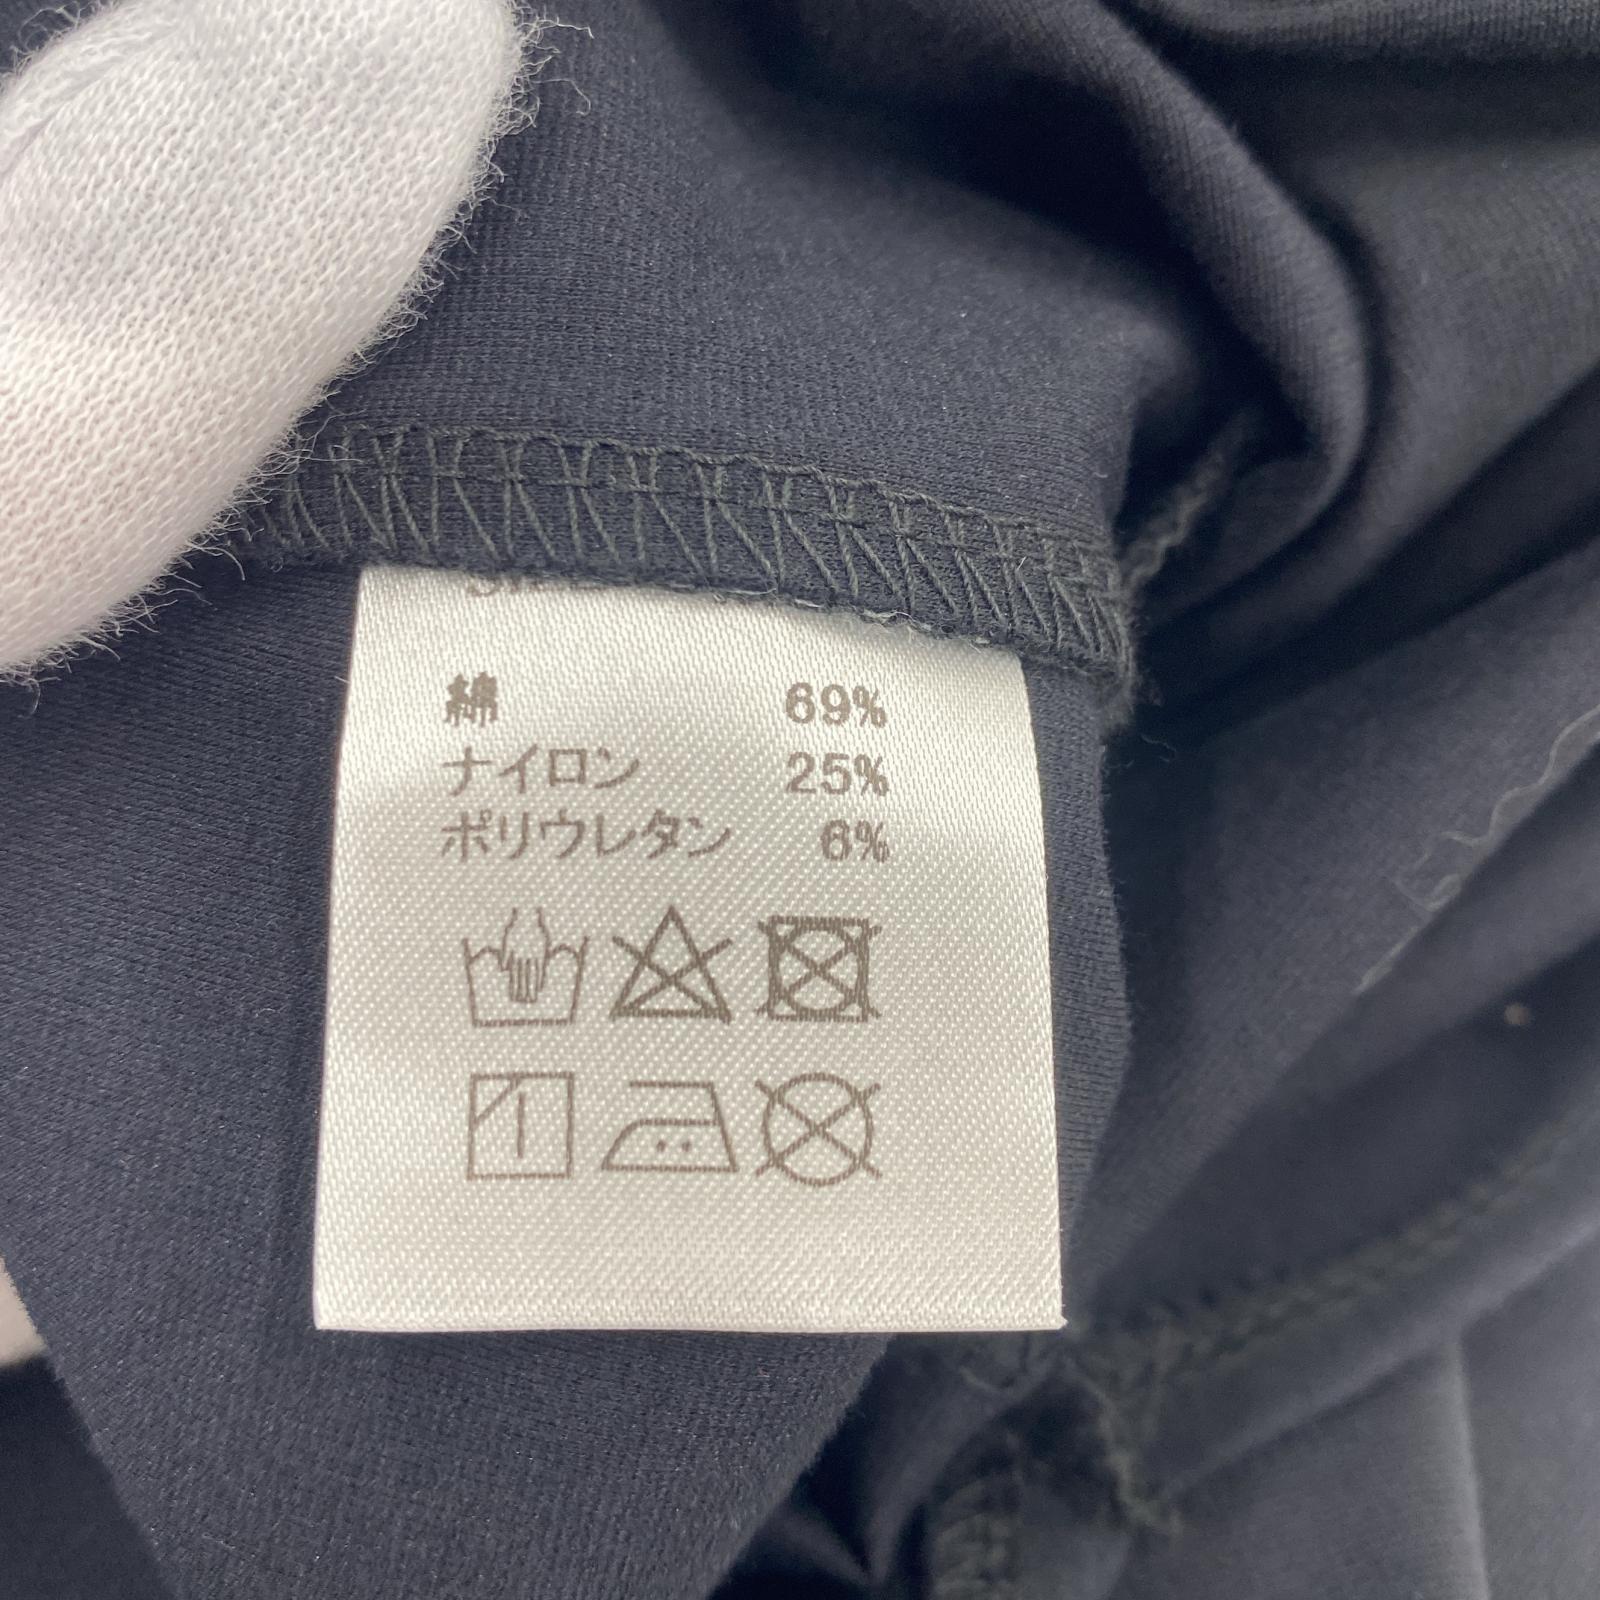 綿 69%
ナイロン 25%
ポリウレタン 6%